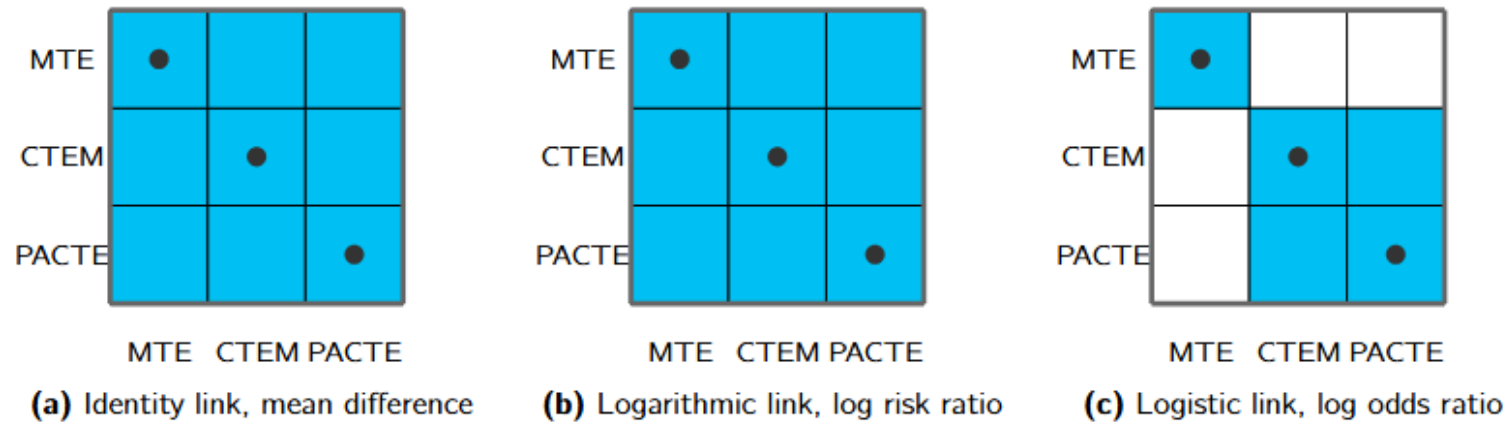 MTE
CTEM
PACTE
MTE CTEM PACTE
(a) Identity link, mean difference
MTE
CTEM
PACTE
MTE CTEM PACTE
(b) Logarithmic link, log risk ratio
MTE
CTEM
PACTE
MTE CTEM PACTE
(c) Logistic link, log odds ratio